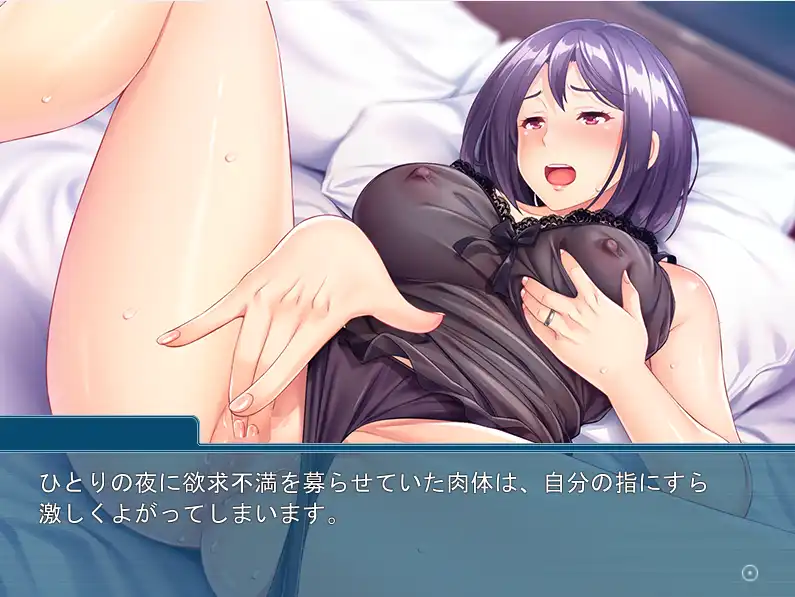 ひとりの夜に欲求不満を募らせていた肉体は、自分の指にすら
激しくよがってしまいます。